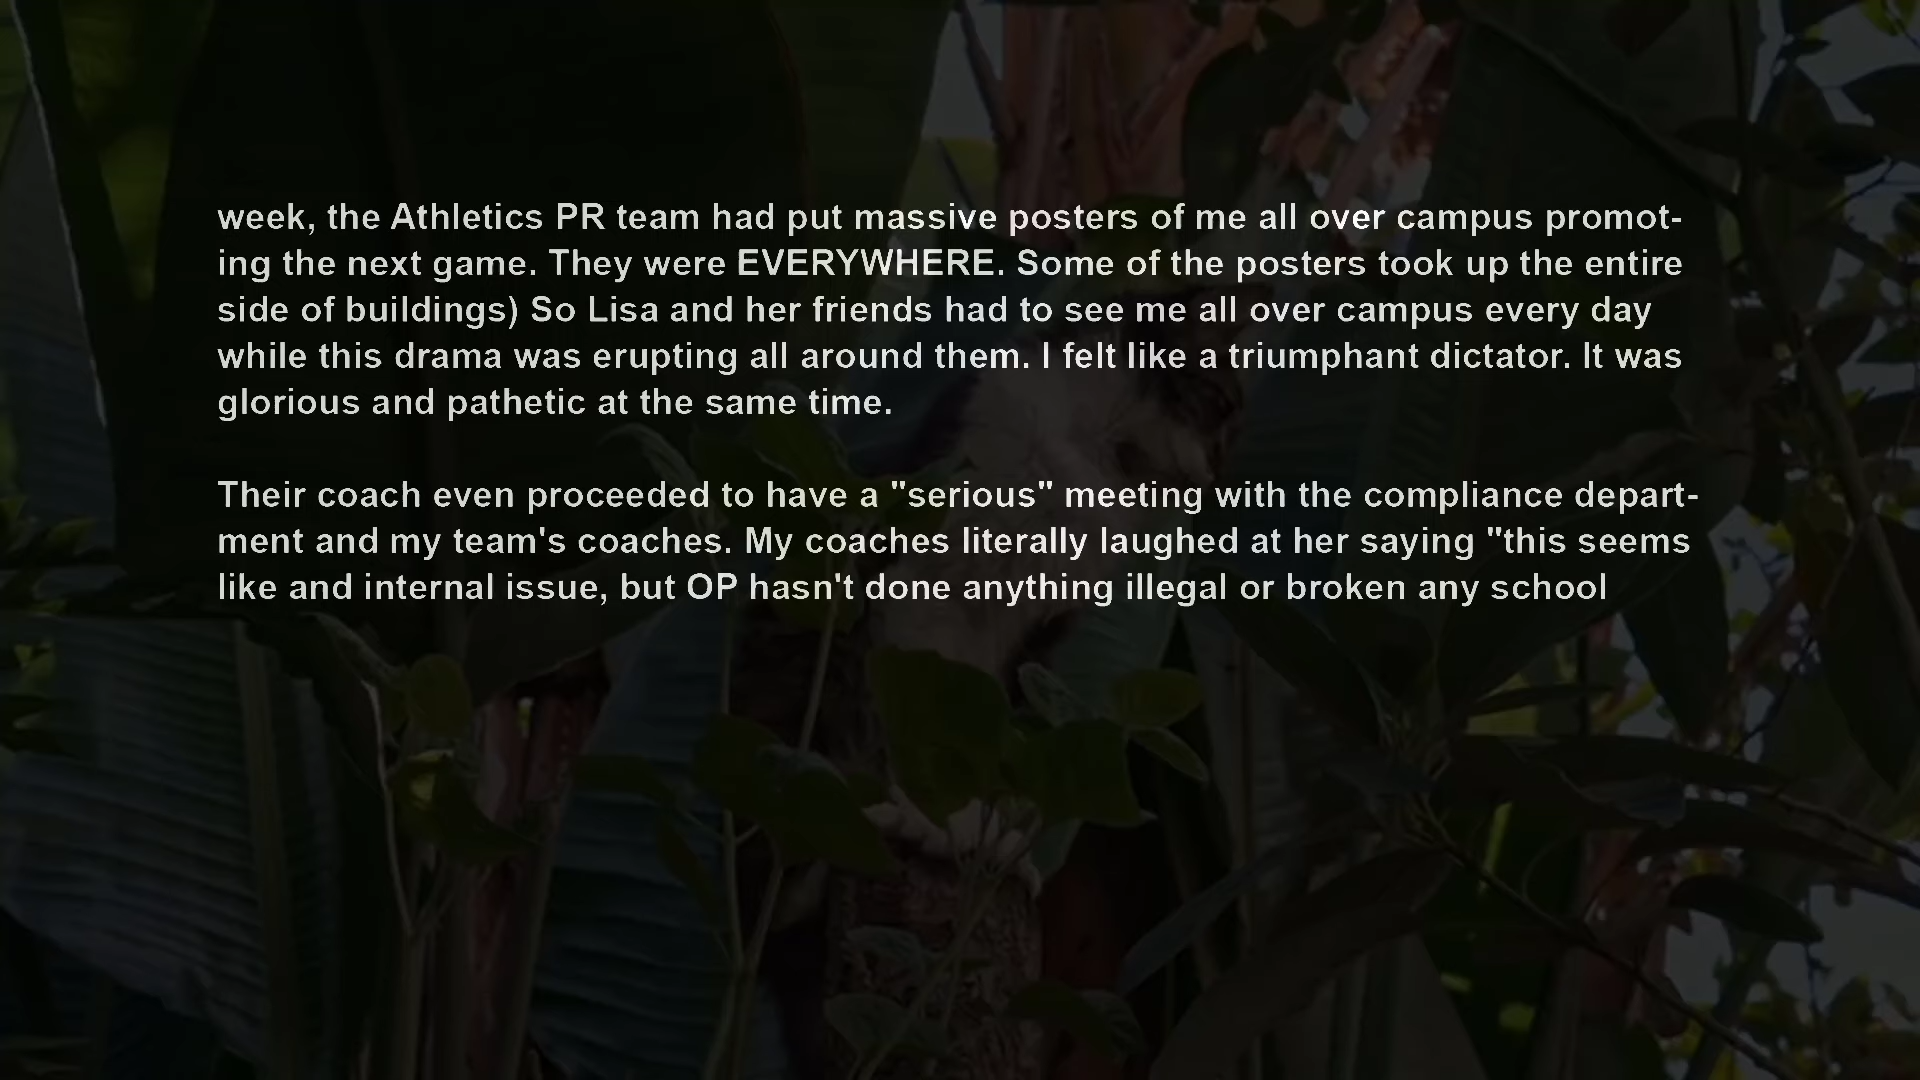 week, the Athletics PR team had put massive posters of me all over campus promot-
ing the next game. They were EVERYWHERE. Some of the posters took up the entire
side of buildings) So Lisa and her friends had to see me all over campus every day
while this drama was erupting all around them. I felt like a triumphant dictator. It was
glorious and pathetic at the same time.

Their coach even proceeded to have a "serious" meeting with the compliance depart-
ment and my team's coaches. My coaches literally laughed at her saying "this seems
like and internal issue, but OP hasn't done anything illegal or broken any school